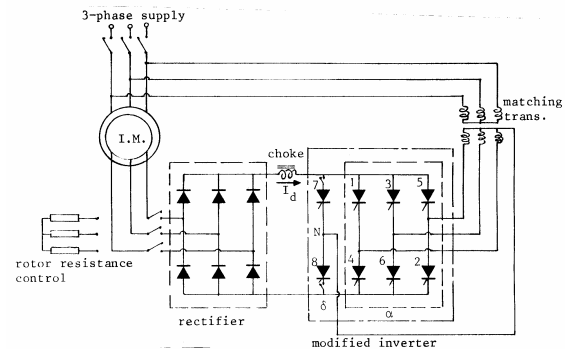 3-phase supply
I.M.
matching
trans.
choke
I_d
7
1
3
5
N
8
4
6
2
δ
α
rotor resistance
control
rectifier
modified inverter